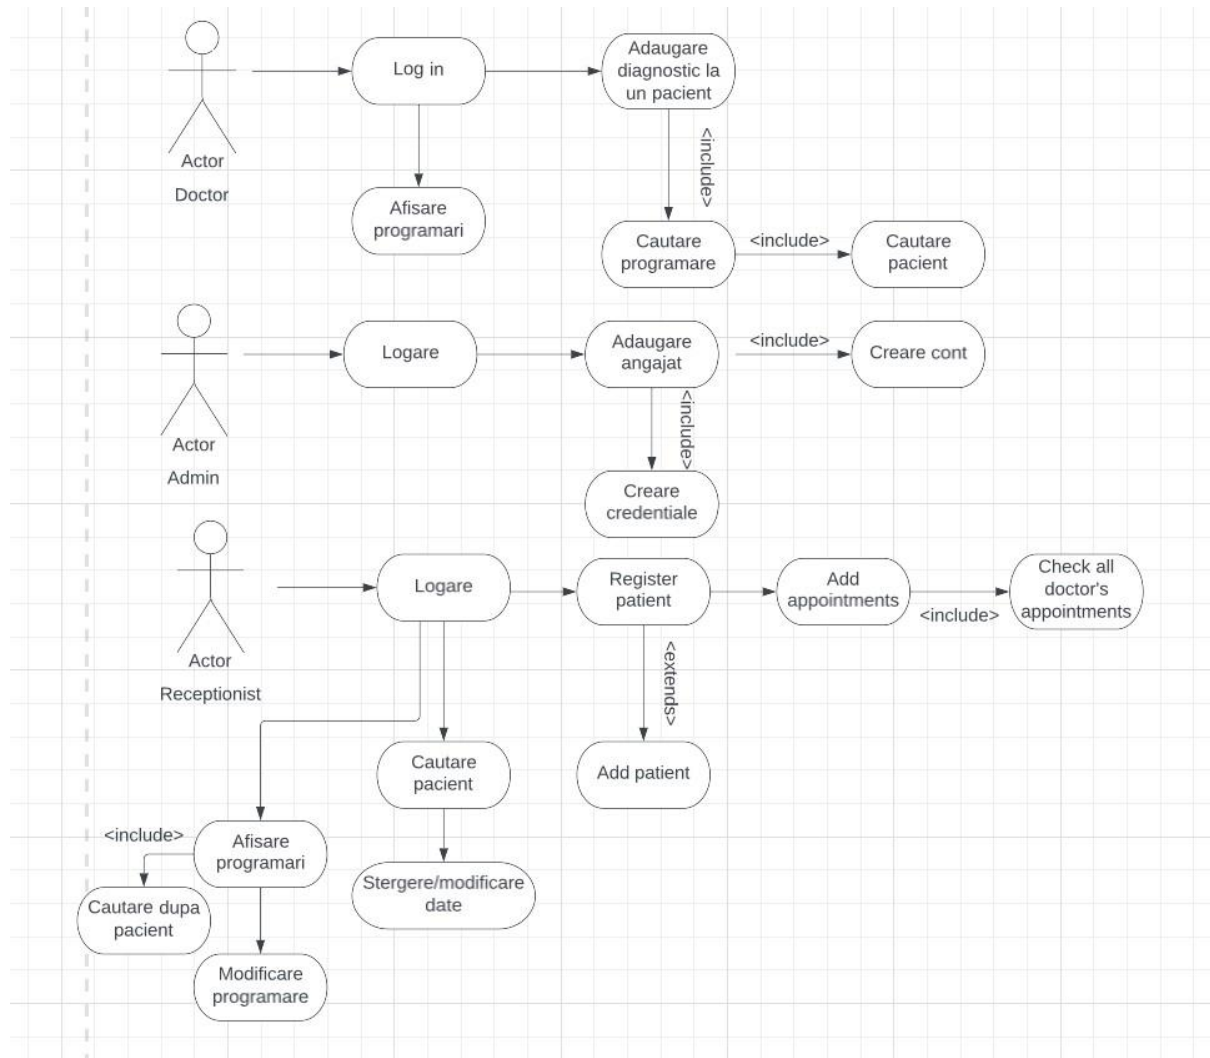 Actor
Doctor
Log in
Adaugare
diagnostic la
un pacient
<include>
Afisare
programari
Cautare
programare
<include>
Cautare
pacient
Actor
Admin
Logare
Adaugare
angajat
<include>
Creare cont
<include>
Creare
credentiale
Actor
Receptionist
Logare
Register
patient
Add
appointments
<include>
Check all
doctor's
appointments
<extends>
Cautare
pacient
Add patient
<include>
Afisare
programari
Stergere/modificare
date
Cautare dupa
pacient
Modificare
programare